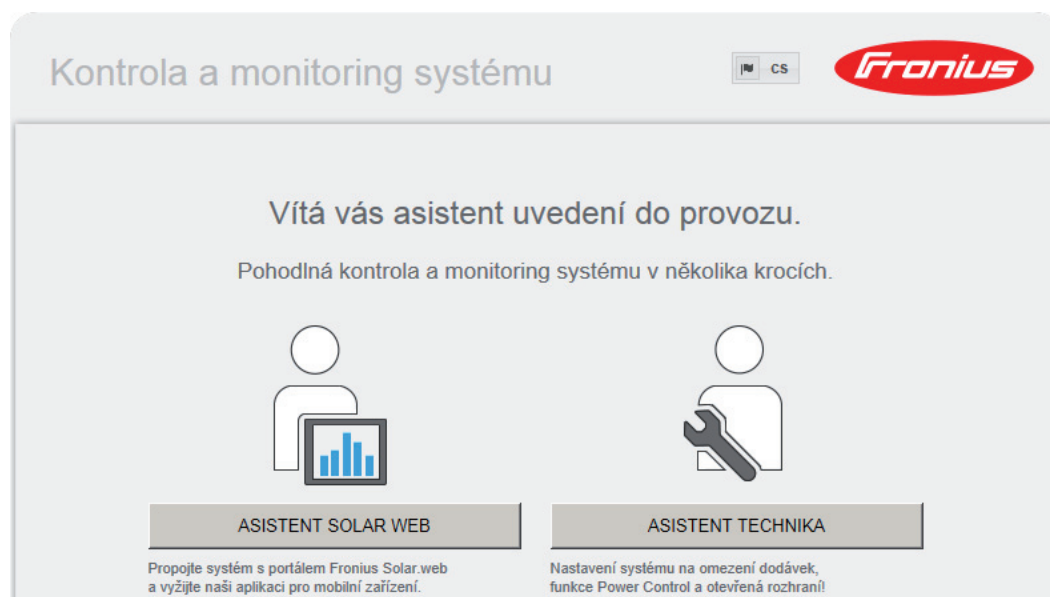 Kontrola a monitoring systému
CS
Fronius
Vítá vás asistent uvedení do provozu.
Pohodlná kontrola a monitoring systému v několika krocích.
ASISTENT SOLAR WEB
Propojte systém s portálem Fronius Solar.web
a vyžijte naši aplikaci pro mobilní zařízení.
ASISTENT TECHNIKA
Nastavení systému na omezení dodávek,
funkce Power Control a otevřená rozhraní!